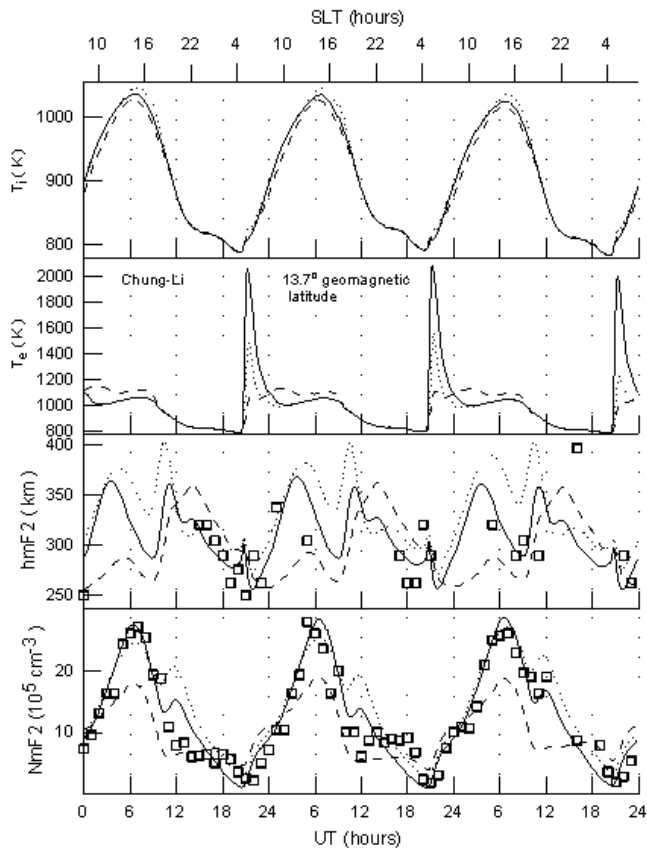 SLT (hours)
10 16 22 4 10 16 22 4 10 16 22 4
1000
900
800
Tᵢ (K)
Chung-Li
13.7⁰ geomagnetic
latitude
2000
1800
1600
1400
1200
1000
800
Tₑ (K)
400
350
300
250
hmF2 (km)
20
10
NmF2 (10⁵ cm⁻³)
0 6 12 18 24 6 12 18 24 6 12 18 24
UT (hours)